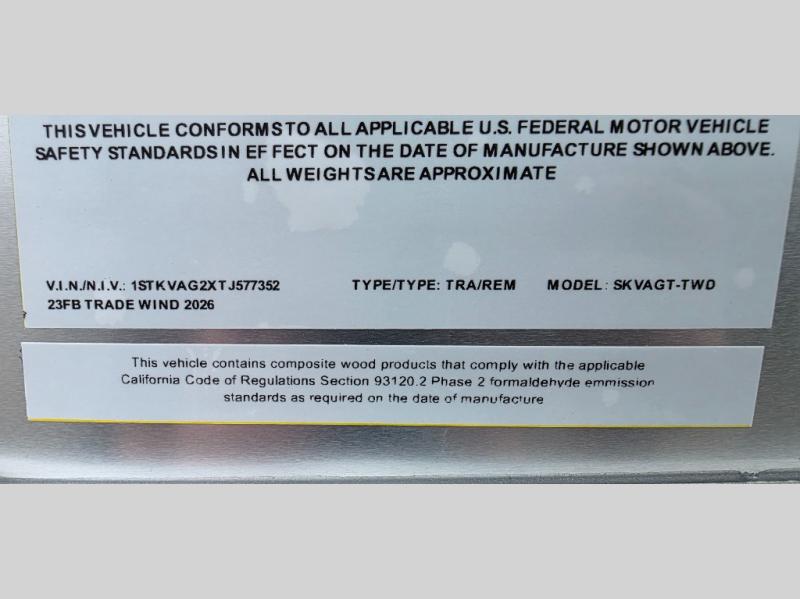 THIS VEHICLE CONFORMS TO ALL APPLICABLE U.S. FEDERAL MOTOR VEHICLE
SAFETY STANDARDS IN EF FECT ON THE DATE OF MANUFACTURE SHOWN ABOVE.
ALL WEIGHTS ARE APPROXIMATE
V.I.N./N.I.V.: 1STKVAG2XTJ577352 TYPE/TYPE: TRA/REM MODEL: SKVAGT-TWD
23FB TRADE WIND 2026
This vehicle contains composite wood products that comply with the applicable
California Code of Regulations Section 93120.2 Phase 2 formaldehyde emmission
standards as required on the date of manufacture